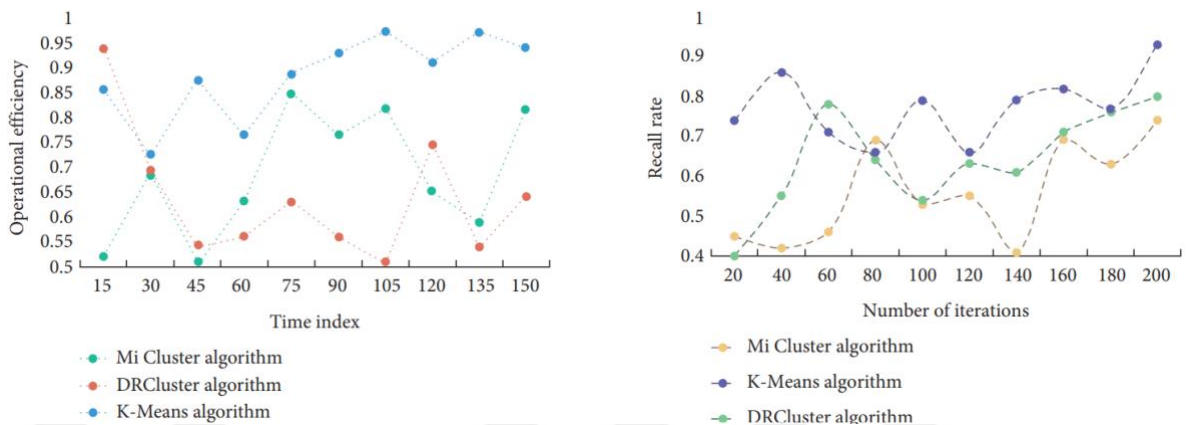 1
0.95
0.9
0.85
0.8
0.75
0.7
0.65
0.6
0.55
0.5
Operational efficiency
15 30 45 60 75 90 105 120 135 150
Time index
Mi Cluster algorithm
DRCluster algorithm
K-Means algorithm
1
0.9
0.8
0.7
0.6
0.5
0.4
Recall rate
20 40 60 80 100 120 140 160 180 200
Number of iterations
Mi Cluster algorithm
K-Means algorithm
DRCluster algorithm